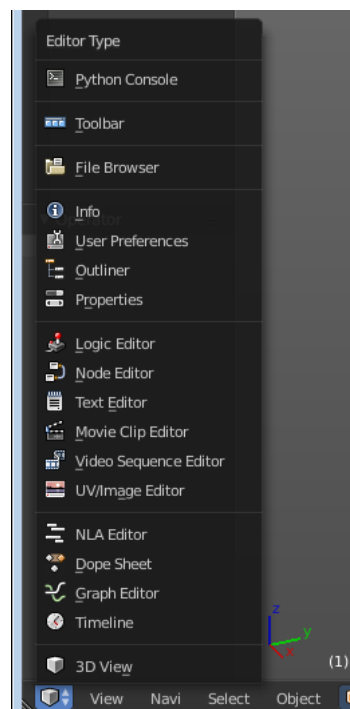 Editor Type
Python Console
Toolbar
File Browser
Info
User Preferences
Outliner
Properties
Logic Editor
Node Editor
Text Editor
Movie Clip Editor
Video Sequence Editor
UV/Image Editor
NLA Editor
Dope Sheet
Graph Editor
Timeline
3D View
z
y
x
(1)
View Navi Select Object